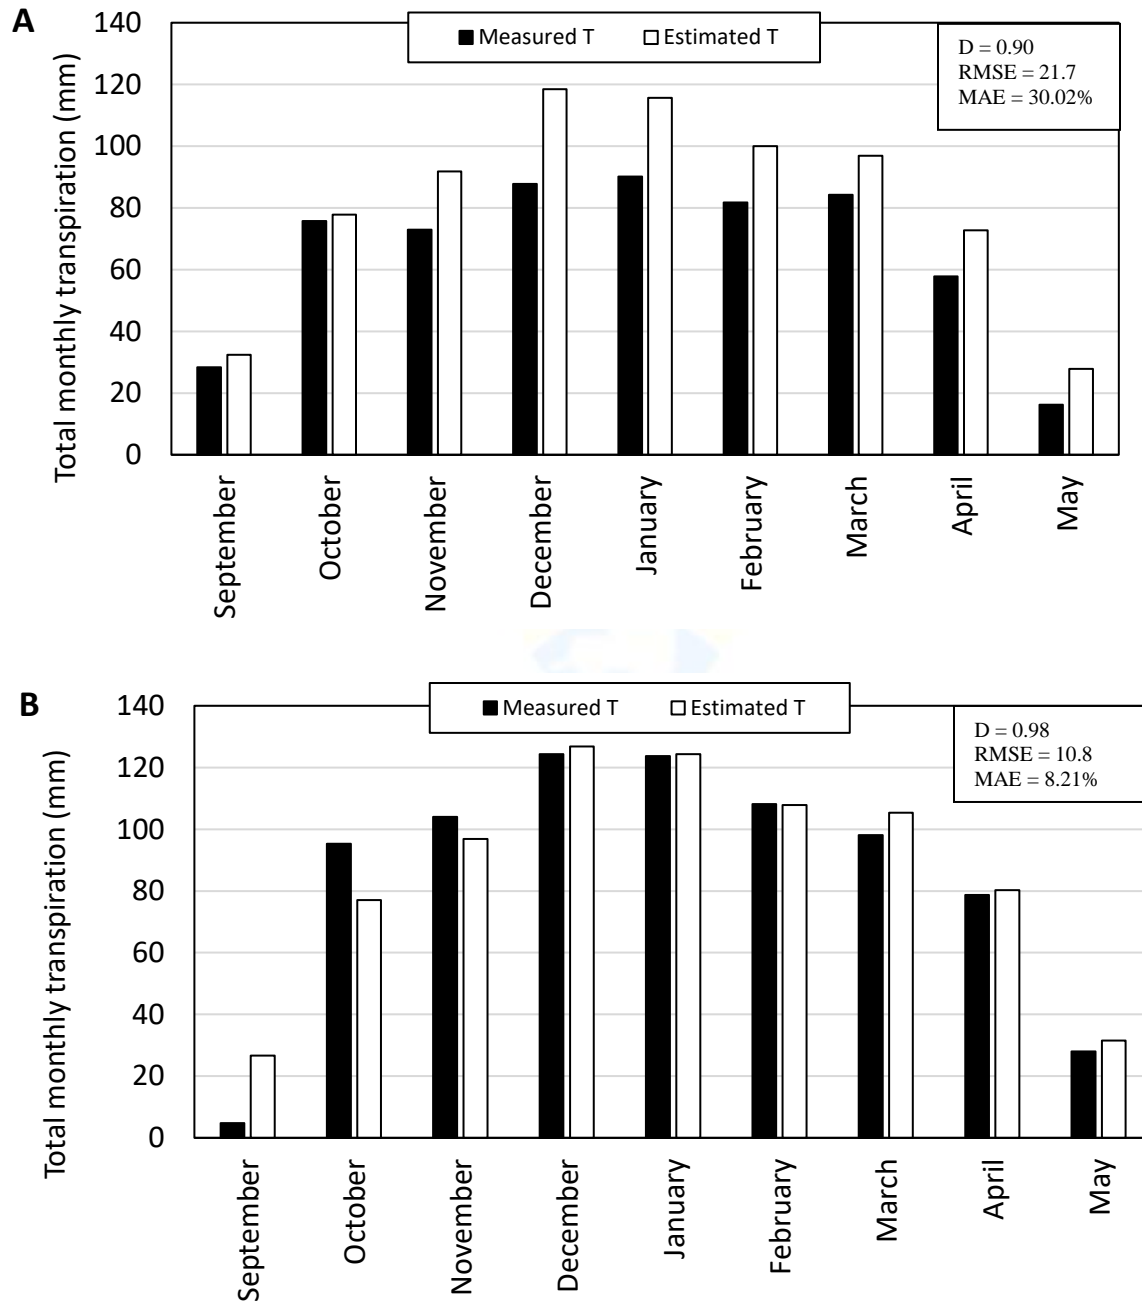 A
Measured T Estimated T
D = 0.90
RMSE = 21.7
MAE = 30.02%
Total monthly transpiration (mm)
140
120
100
80
60
40
20
0
September
October
November
December
January
February
March
April
May
B
Measured T Estimated T
D = 0.98
RMSE = 10.8
MAE = 8.21%
Total monthly transpiration (mm)
140
120
100
80
60
40
20
0
September
October
November
December
January
February
March
April
May